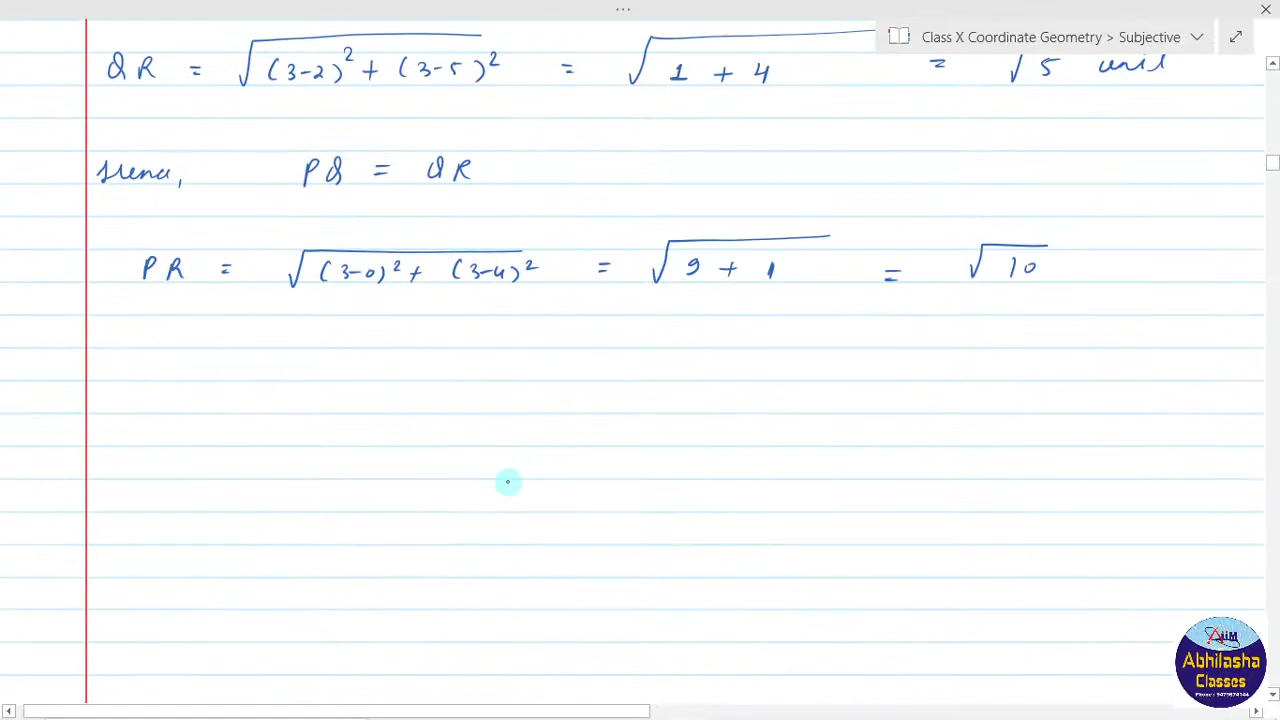 Class X Coordinate Geometry > Subjective
QR = √((3-2)² + (3-5)²) = √(1 + 4) = √5 unit
Hence, PQ = QR
PR = √((3-0)² + (3-4)²) = √(9 + 1) = √10
AIIM
Abhilasha
Classes